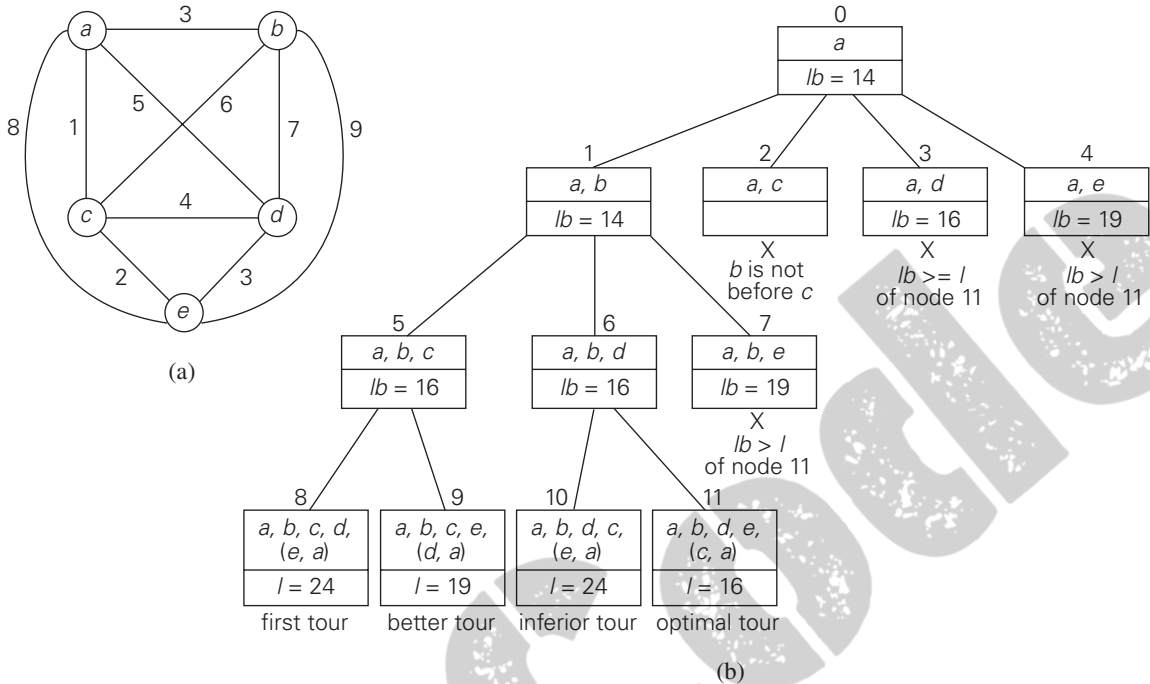 3
a
b
8
5
6
9
1
7
c
4
d
2
3
e
(a)
0
a
lb = 14
1
a, b
lb = 14
2
a, c
X
b is not
before c
3
a, d
lb = 16
X
lb >= l
of node 11
4
a, e
lb = 19
X
lb > l
of node 11
5
a, b, c
lb = 16
6
a, b, d
lb = 16
7
a, b, e
lb = 19
X
lb > l
of node 11
8
a, b, c, d,
(e, a)
l = 24
first tour
9
a, b, c, e,
(d, a)
l = 19
better tour
10
a, b, d, c,
(e, a)
l = 24
inferior tour
11
a, b, d, e,
(c, a)
l = 16
optimal tour
(b)